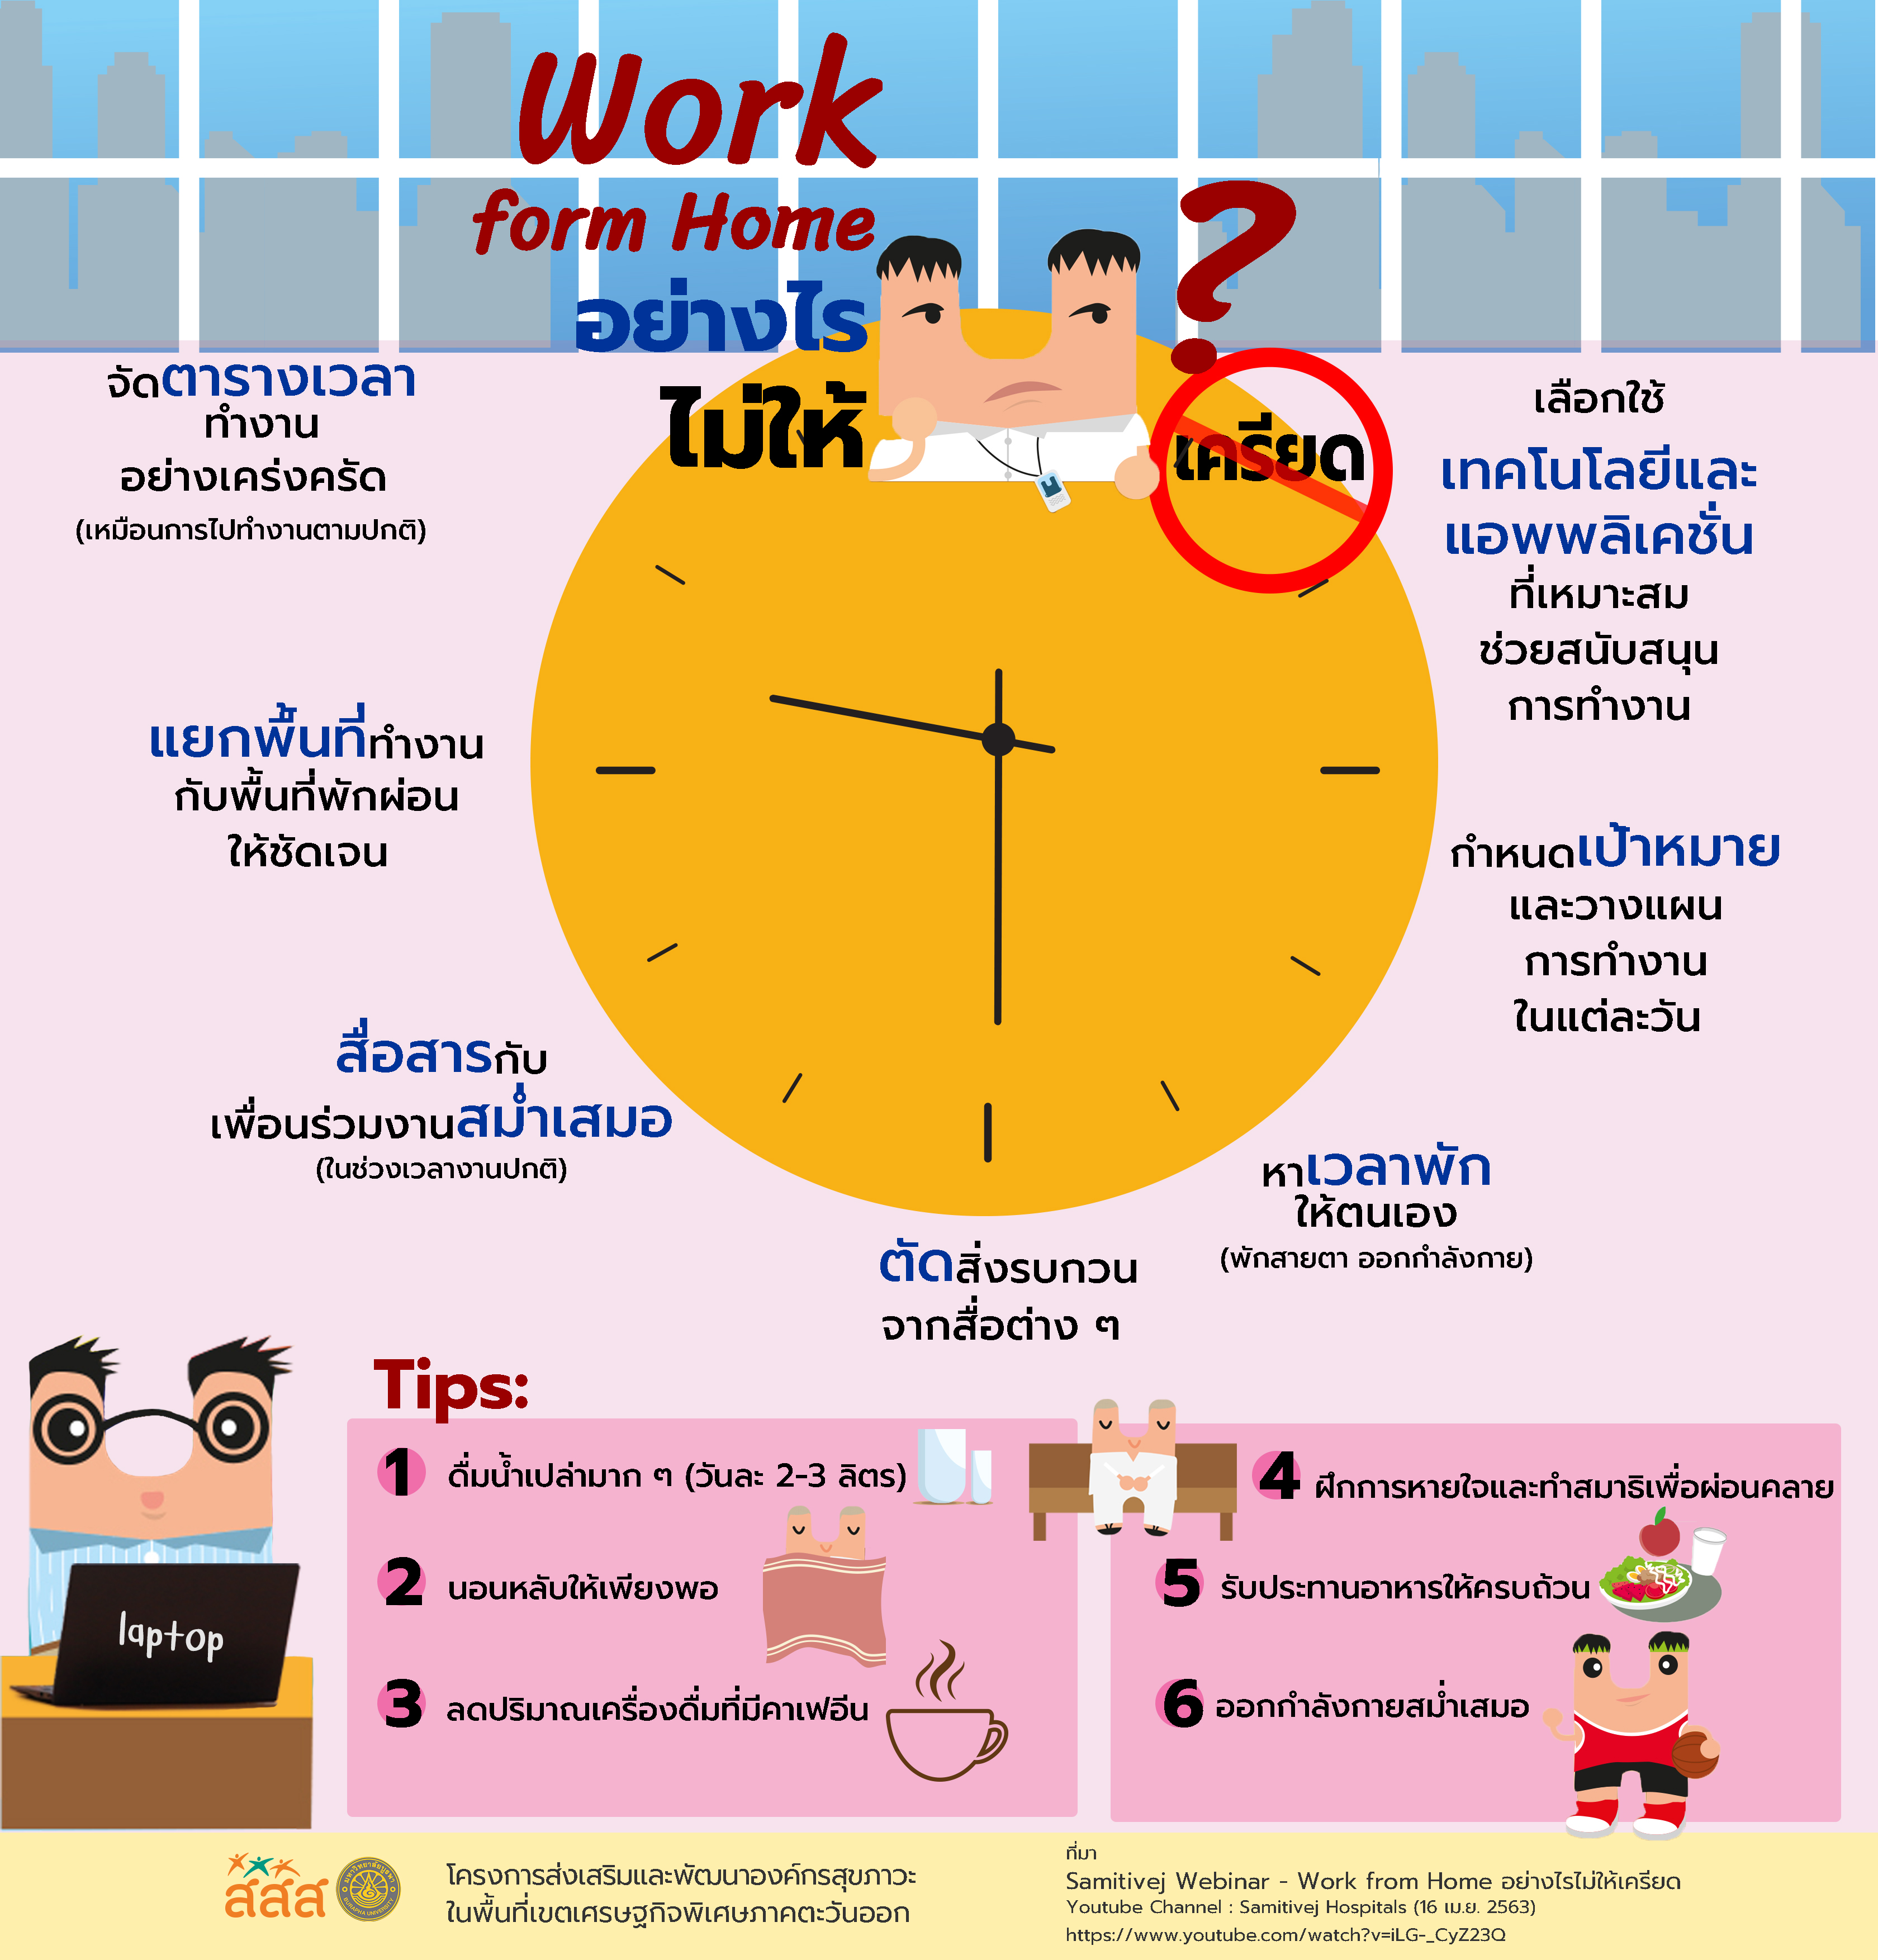 Work
form Home
อย่างไร
ไม่ให้
เครียด
?
จัดตารางเวลา
ทำงาน
อย่างเคร่งครัด
(เหมือนการไปทำงานตามปกติ)
แยกพื้นที่ทำงาน
กับพื้นที่พักผ่อน
ให้ชัดเจน
สื่อสารกับ
เพื่อนร่วมงานสม่ำเสมอ
(ในช่วงเวลางานปกติ)
ตัดสิ่งรบกวน
จากสื่อต่าง ๆ
หาเวลาพัก
ให้ตนเอง
(พักสายตา ออกกำลังกาย)
กำหนดเป้าหมาย
และวางแผน
การทำงาน
ในแต่ละวัน
เลือกใช้
เทคโนโลยีและ
แอพพลิเคชั่น
ที่เหมาะสม
ช่วยสนับสนุน
การทำงาน
laptop
Tips:
1 ดื่มน้ำเปล่ามาก ๆ (วันละ 2-3 ลิตร)
2 นอนหลับให้เพียงพอ
3 ลดปริมาณเครื่องดื่มที่มีคาเฟอีน
4 ฝึกการหายใจและทำสมาธิเพื่อผ่อนคลาย
5 รับประทานอาหารให้ครบถ้วน
6 ออกกำลังกายสม่ำเสมอ
สสส
มหาวิทยาลัยบูรพา
BURAPHA UNIVERSITY
โครงการส่งเสริมและพัฒนาองค์กรสุขภาวะ
ในพื้นที่เขตเศรษฐกิจพิเศษภาคตะวันออก
ที่มา
Samitivej Webinar - Work from Home อย่างไรไม่ให้เครียด
Youtube Channel : Samitivej Hospitals (16 เม.ย. 2563)
https://www.youtube.com/watch?v=iLG-_CyZ23Q